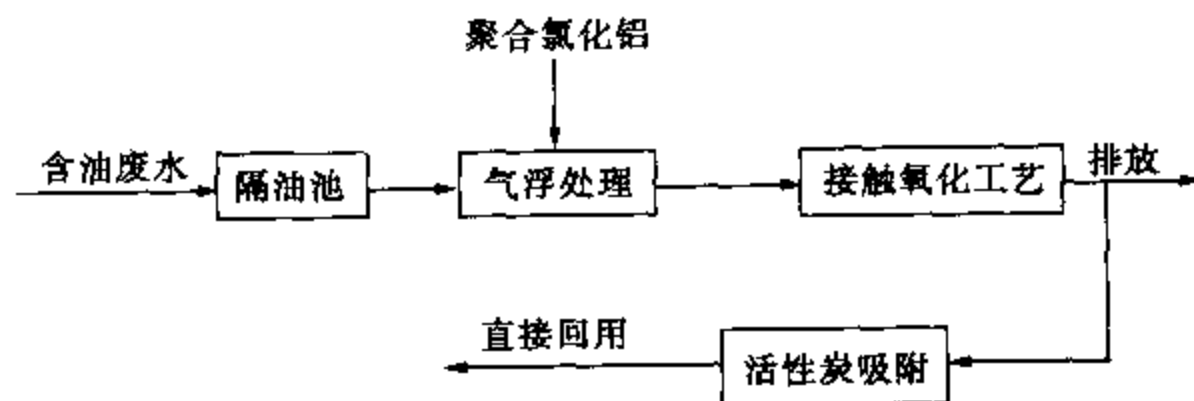 聚合氯化铝
含油废水
隔油池
气浮处理
接触氧化工艺
排放
直接回用
活性炭吸附